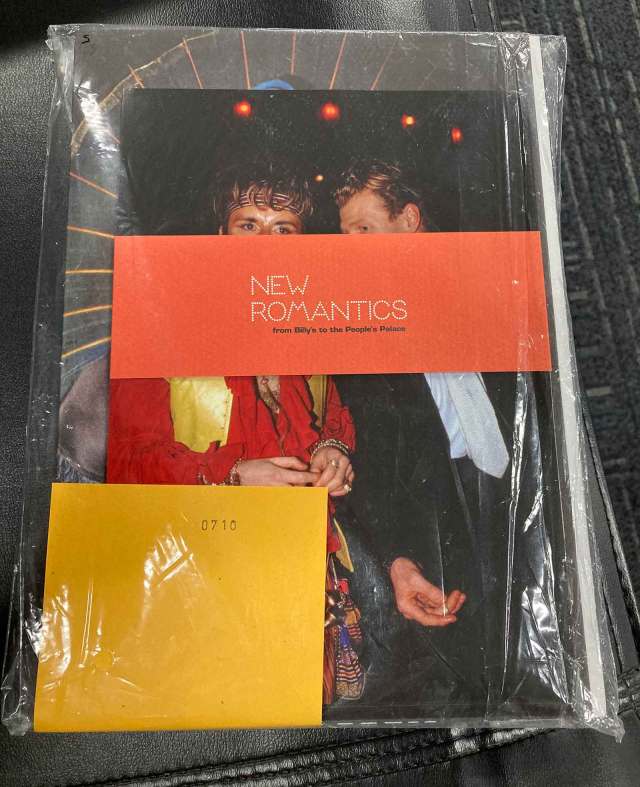 S
NEW
ROMANTICS
from Billy's to the People's Palace
0710